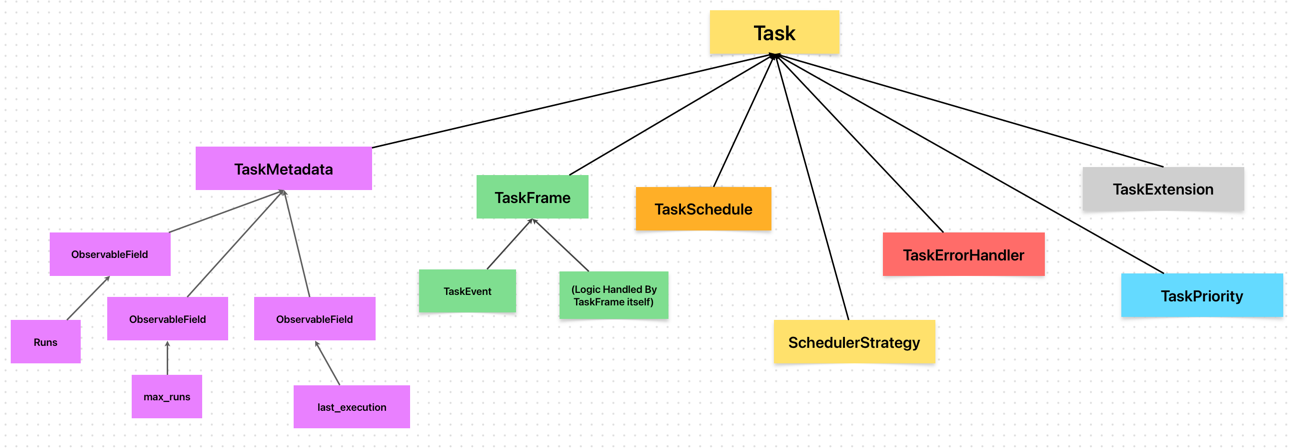 Task
TaskMetadata
TaskFrame
TaskSchedule
TaskExtension
ObservableField
TaskErrorHandler
TaskEvent
(Logic Handled By
TaskFrame itself)
TaskPriority
ObservableField
ObservableField
Runs
SchedulerStrategy
max_runs
last_execution